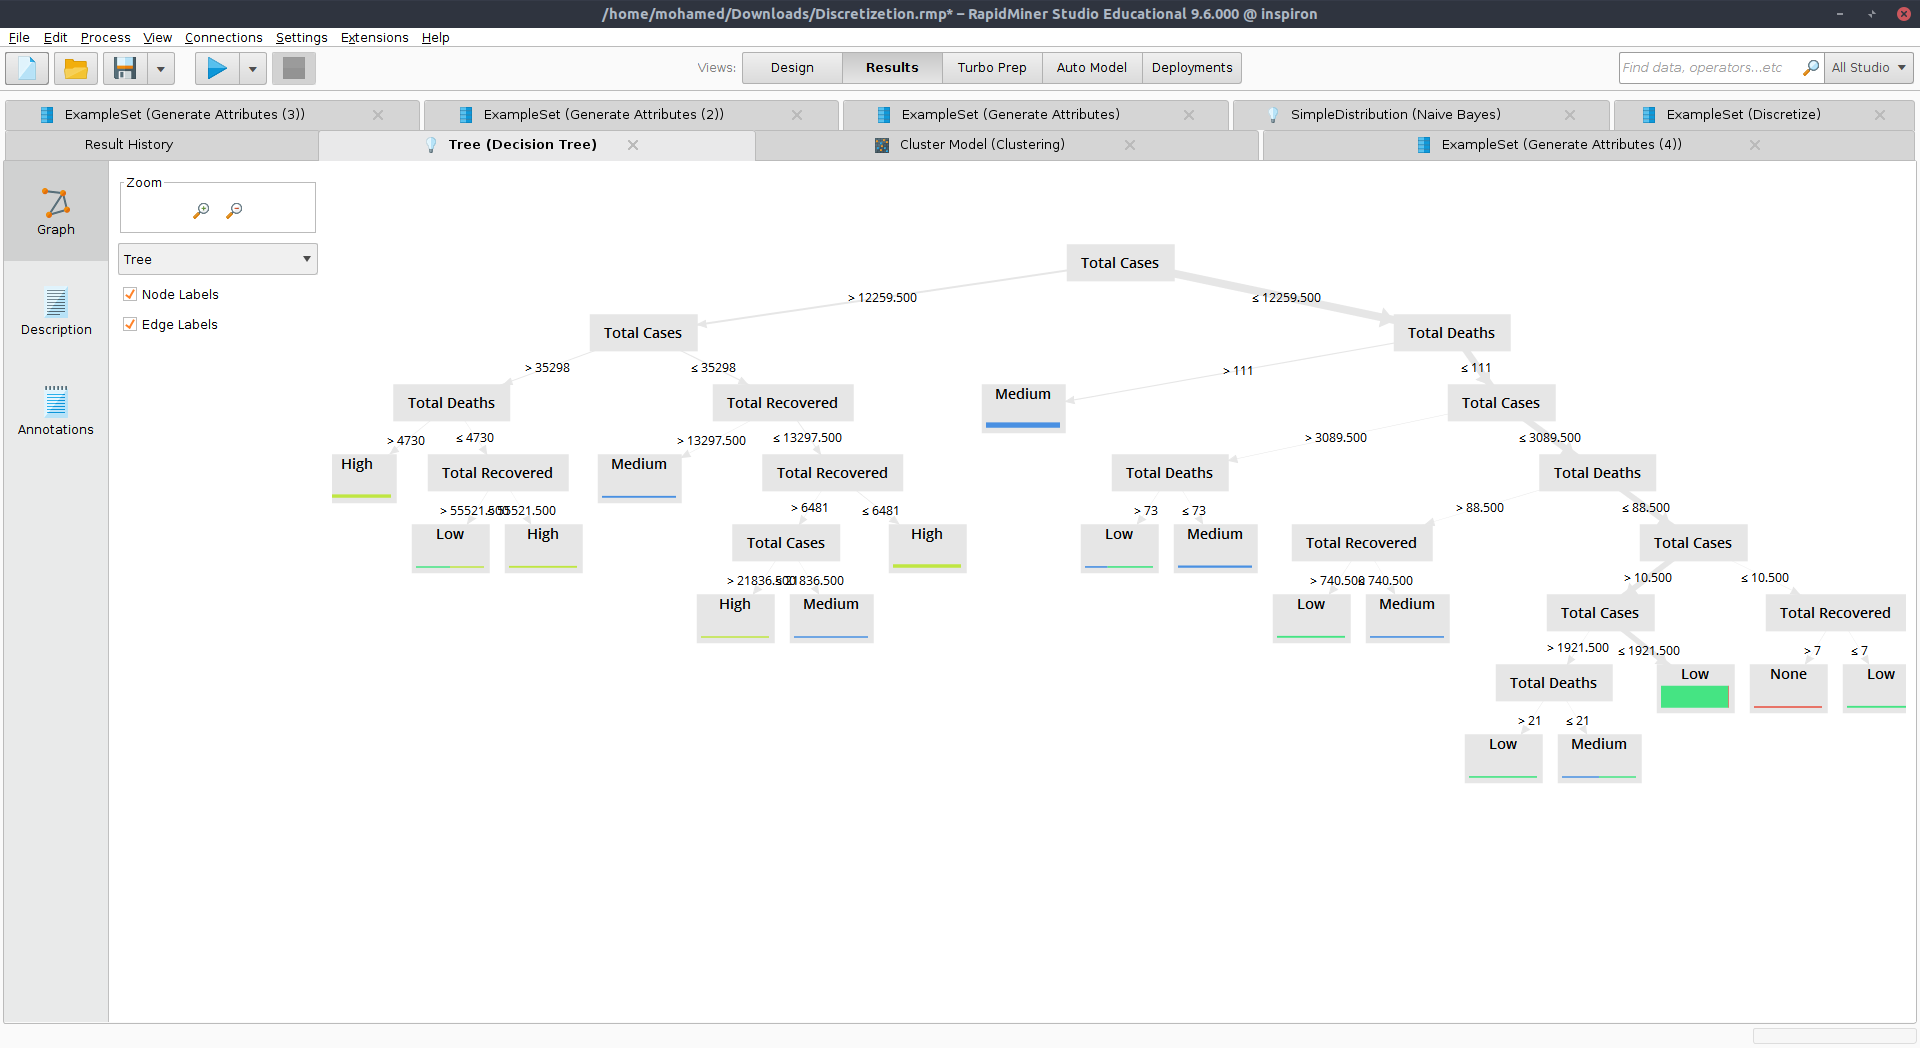 /home/mohamed/Downloads/Discretizetion.rmp* – RapidMiner Studio Educational 9.6.000 @ inspiron
File Edit Process View Connections Settings Extensions Help
Views: Design Results Turbo Prep Auto Model Deployments Find data, operators...etc All Studio
ExampleSet (Generate Attributes (3)) ExampleSet (Generate Attributes (2)) ExampleSet (Generate Attributes) SimpleDistribution (Naive Bayes) ExampleSet (Discretize)
Result History Tree (Decision Tree) Cluster Model (Clustering) ExampleSet (Generate Attributes (4))
Zoom
Graph
Tree
Node Labels
Edge Labels
Description
Annotations
Total Cases
> 12259.500 ≤ 12259.500
Total Cases Total Deaths
> 35298 ≤ 35298 > 111 ≤ 111
Total Deaths Total Recovered Medium Total Cases
> 4730 ≤ 4730 > 13297.500 ≤ 13297.500 > 3089.500 ≤ 3089.500
High Total Recovered Medium Total Recovered Total Deaths Total Deaths
> 55521.500 ≤ 55521.500 > 6481 ≤ 6481 > 73 ≤ 73 > 88.500 ≤ 88.500
Low High Total Cases High Low Medium Total Recovered Total Cases
> 21836.500 ≤ 21836.500 > 740.500 ≤ 740.500 > 10.500 ≤ 10.500
High Medium Low Medium Total Cases Total Recovered
> 1921.500 ≤ 1921.500 > 7 ≤ 7
Total Deaths Low None Low
> 21 ≤ 21
Low Medium